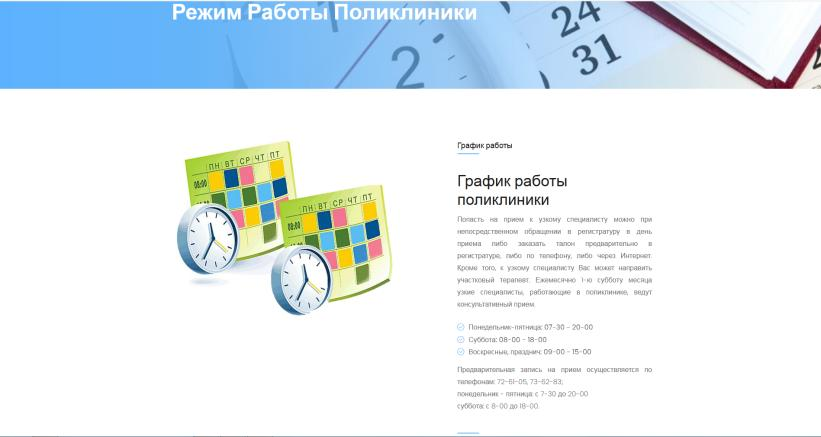 Режим Работы Поликлиники
24
31
2
ПН ВТ СР ЧТ ПТ
08:00
ПН ВТ СР ЧТ ПТ
08:00
График работы
График работы
поликлиники
Попасть на прием к узкому специалисту можно при
непосредственном обращении в регистратуру в день
приема либо заказать талон предварительно в
регистратуре, либо по телефону, либо через Интернет.
Кроме того, к узкому специалисту Вас может направить
участковый терапевт. Ежемесячно 1-ю субботу месяца
узкие специалисты, работающие в поликлинике, ведут
консультативный прием.
Понедельник-пятница: 07-30 - 20-00
Суббота: 08-00 - 18-00
Воскресные, празднич: 09-00 - 15-00
Предварительная запись на прием осуществляется по
телефонам: 72-61-05, 73-62-83;
понедельник - пятница: с 7-30 до 20-00
суббота: с 8-00 до 18-00.